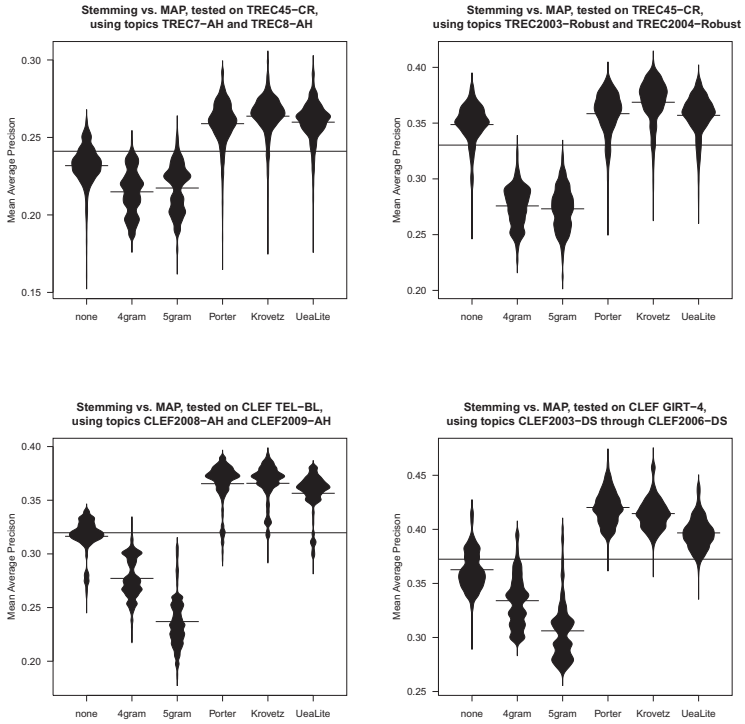 Stemming vs. MAP, tested on TREC45−CR,
using topics TREC7−AH and TREC8−AH
Mean Average Precison
0.30
0.25
0.20
0.15
none 4gram 5gram Porter Krovetz UeaLite
Stemming vs. MAP, tested on TREC45−CR,
using topics TREC2003−Robust and TREC2004−Robust
Mean Average Precison
0.40
0.35
0.30
0.25
0.20
none 4gram 5gram Porter Krovetz UeaLite
Stemming vs. MAP, tested on CLEF TEL−BL,
using topics CLEF2008−AH and CLEF2009−AH
Mean Average Precison
0.40
0.35
0.30
0.25
0.20
none 4gram 5gram Porter Krovetz UeaLite
Stemming vs. MAP, tested on CLEF GIRT−4,
using topics CLEF2003−DS through CLEF2006−DS
Mean Average Precison
0.45
0.40
0.35
0.30
0.25
none 4gram 5gram Porter Krovetz UeaLite